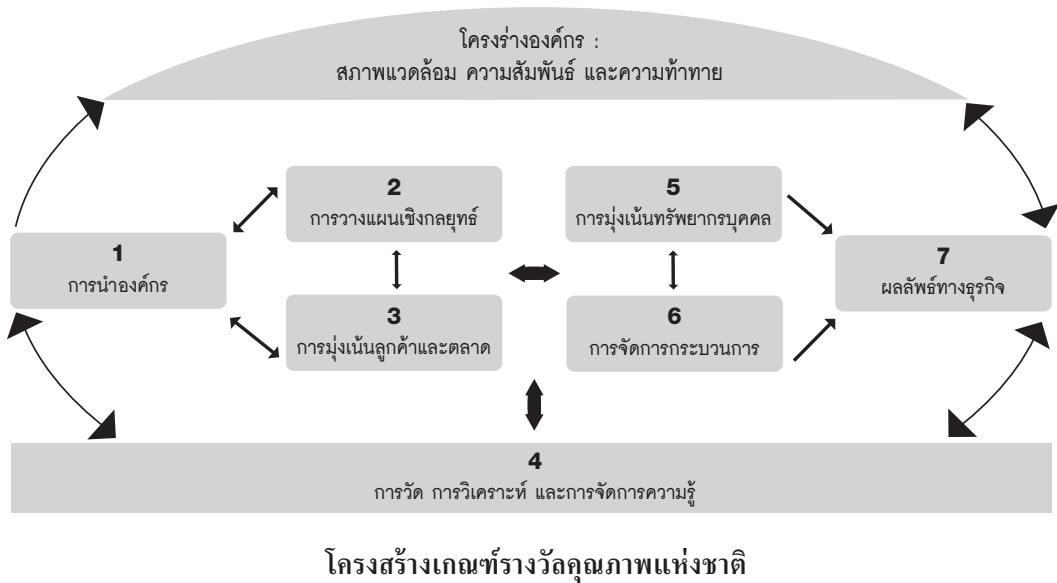 โครงร่างองค์กร :
สภาพแวดล้อม ความสัมพันธ์ และความท้าทาย
2
การวางแผนเชิงกลยุทธ์
5
การมุ่งเน้นทรัพยากรบุคคล
1
การนำองค์กร
7
ผลลัพธ์ทางธุรกิจ
3
การมุ่งเน้นลูกค้าและตลาด
6
การจัดการกระบวนการ
4
การวัด การวิเคราะห์ และการจัดการความรู้
โครงสร้างเกณฑ์รางวัลคุณภาพแห่งชาติ